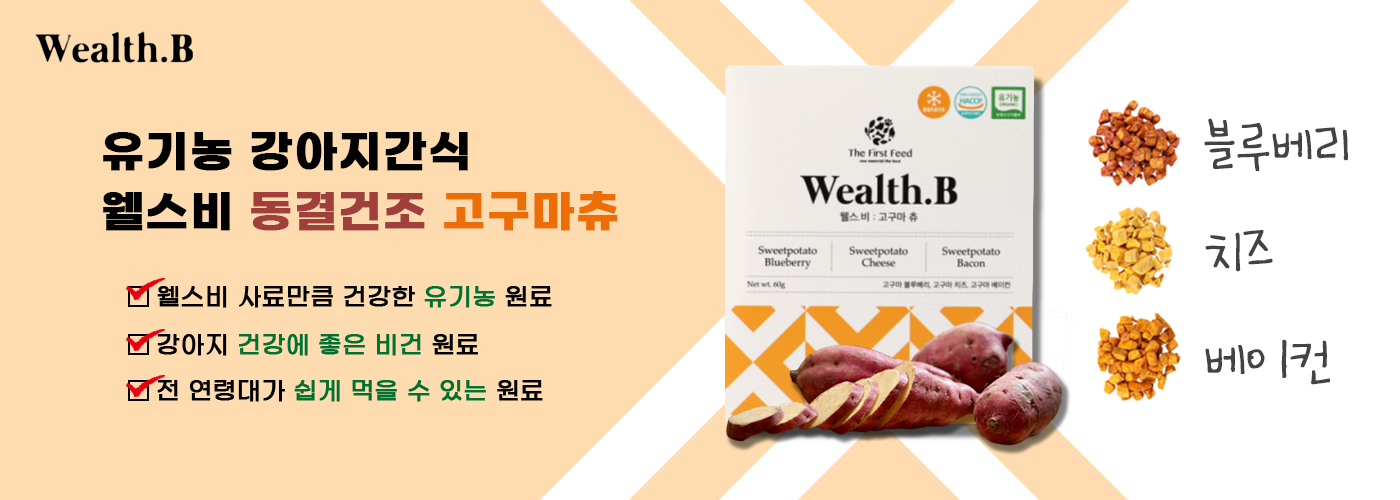 Wealth.B
유기농 강아지간식
웰스비 동결건조 고구마츄
웰스비 사료만큼 건강한 유기농 원료
강아지 건강에 좋은 비건 원료
전 연령대가 쉽게 먹을 수 있는 원료
HACCP
유기농
The First Feed
Wealth.B
웰스.비 : 고구마 츄
Sweetpotato Blueberry
Sweetpotato Cheese
Sweetpotato Bacon
Net wt. 60g
고구마 블루베리, 고구마 치즈, 고구마 베이컨
블루베리
치즈
베이컨